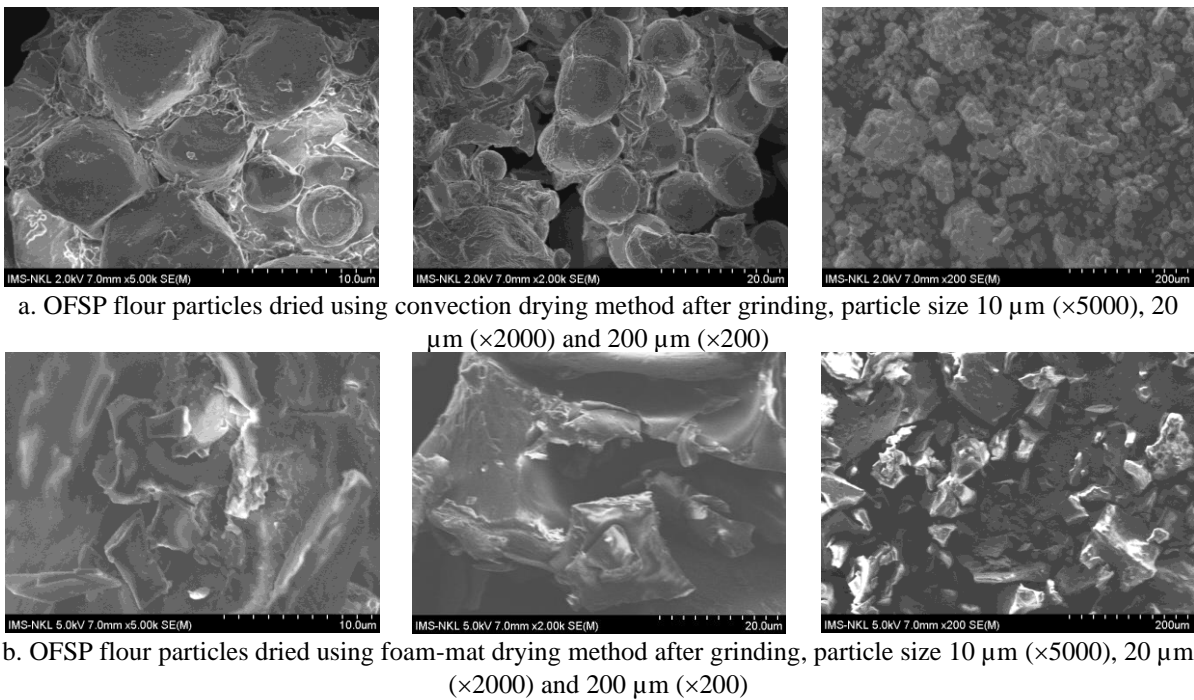 IMS-NKL 2.0kV 7.0mm x5.00k SE(M) 10.0um
IMS-NKL 2.0kV 7.0mm x2.00k SE(M) 20.0um
IMS-NKL 2.0kV 7.0mm x200 SE(M) 200um
a. OFSP flour particles dried using convection drying method after grinding, particle size 10 µm (×5000), 20
µm (×2000) and 200 µm (×200)
IMS-NKL 5.0kV 7.0mm x5.00k SE(M) 10.0um
IMS-NKL 5.0kV 7.0mm x2.00k SE(M) 20.0um
IMS-NKL 5.0kV 7.0mm x200 SE(M) 200um
b. OFSP flour particles dried using foam-mat drying method after grinding, particle size 10 µm (×5000), 20 µm
(×2000) and 200 µm (×200)